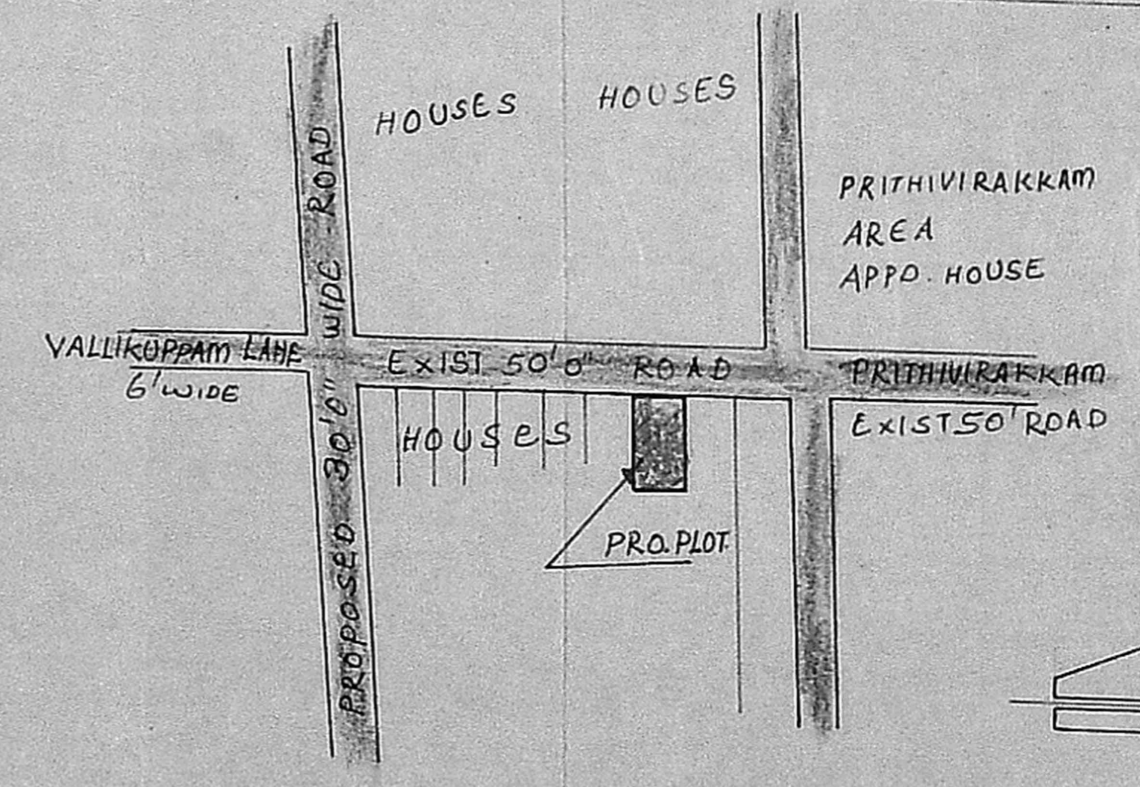 HOUSES
HOUSES
PRITHIVIRAKKAM
AREA
APPD. HOUSE
PROPOSED 30'0" WIDE ROAD
VALLIKUPPAM LANE
6' WIDE
EXIST 50'0" ROAD
PRITHIVIRAKKAM
EXIST 50' ROAD
HOUSES
PRO.PLOT